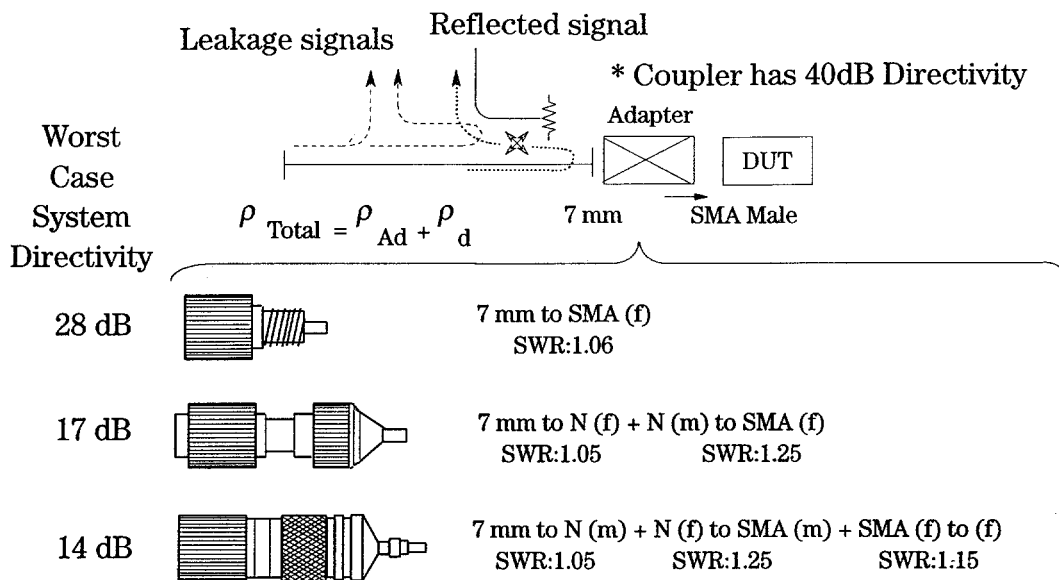 Leakage signals
Reflected signal
* Coupler has 40dB Directivity
Adapter
DUT
7 mm
SMA Male
Worst
Case
System
Directivity
ρ Total = ρ Ad + ρ d
28 dB
7 mm to SMA (f)
SWR:1.06
17 dB
7 mm to N (f) + N (m) to SMA (f)
SWR:1.05 SWR:1.25
14 dB
7 mm to N (m) + N (f) to SMA (m) + SMA (f) to (f)
SWR:1.05 SWR:1.25 SWR:1.15